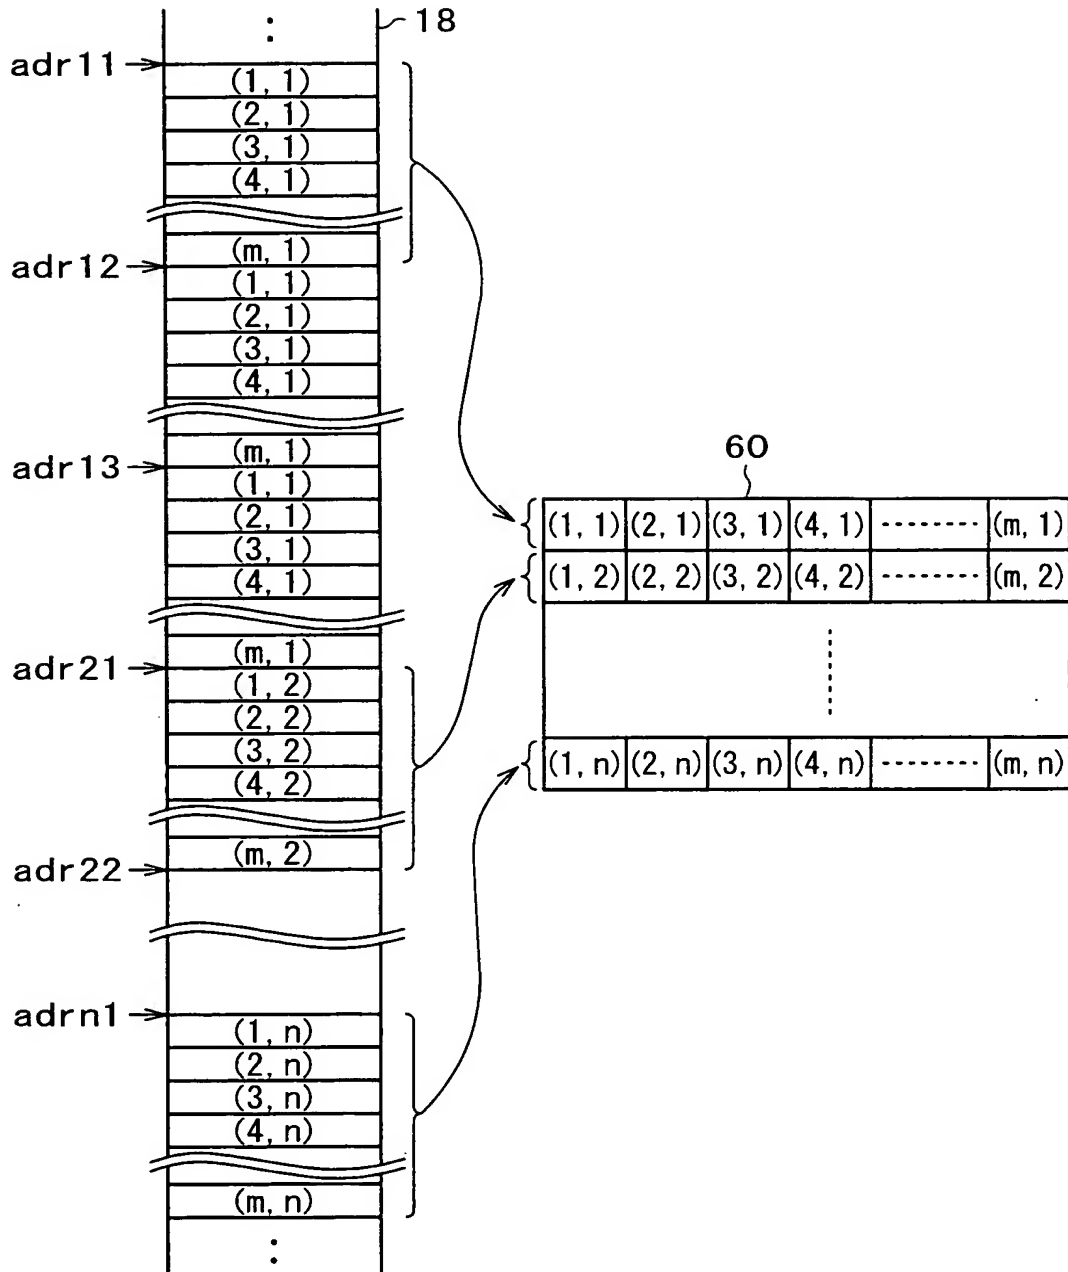 18
adr11
(1, 1)
(2, 1)
(3, 1)
(4, 1)
(m, 1)
adr12
(1, 1)
(2, 1)
(3, 1)
(4, 1)
(m, 1)
adr13
(1, 1)
(2, 1)
(3, 1)
(4, 1)
(m, 1)
adr21
(1, 2)
(2, 2)
(3, 2)
(4, 2)
(m, 2)
adr22
adrn1
(1, n)
(2, n)
(3, n)
(4, n)
(m, n)
60
(1, 1) (2, 1) (3, 1) (4, 1) -------- (m, 1)
(1, 2) (2, 2) (3, 2) (4, 2) -------- (m, 2)
(1, n) (2, n) (3, n) (4, n) -------- (m, n)